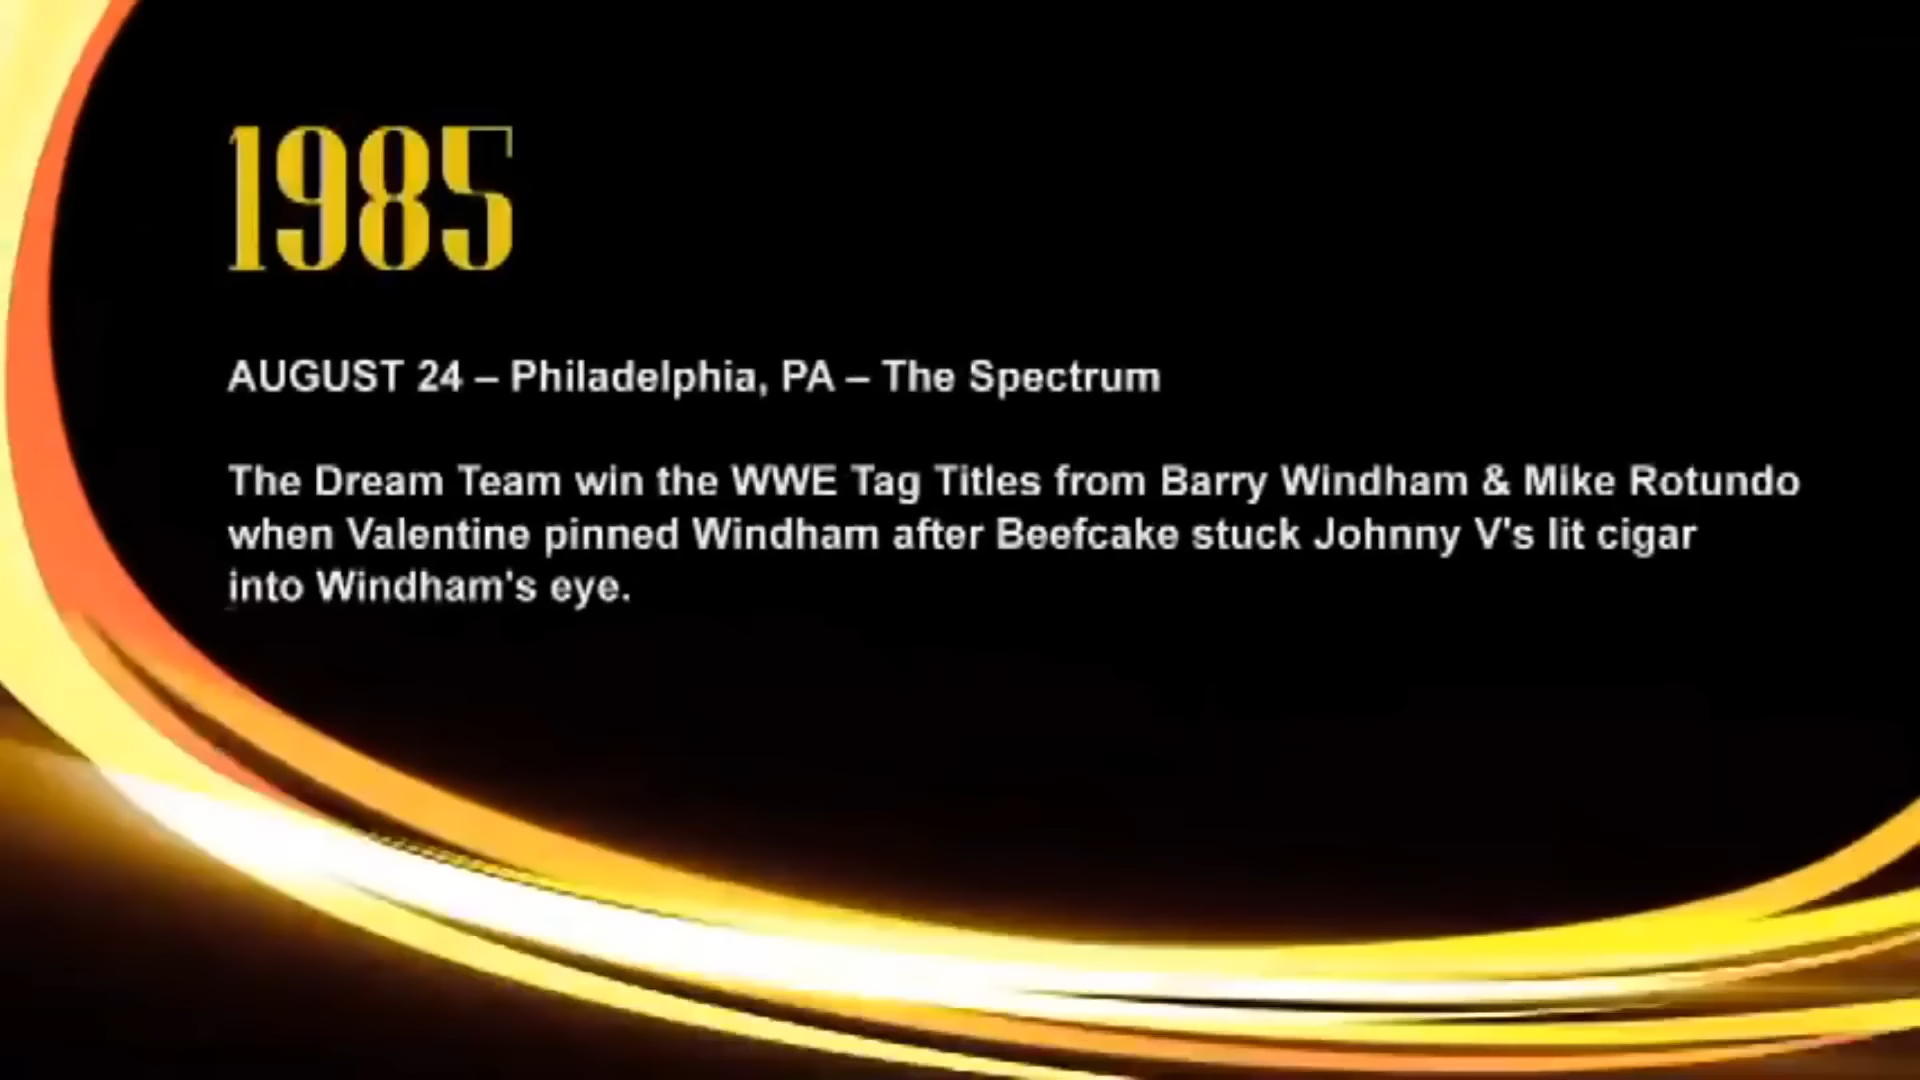 1985
AUGUST 24 – Philadelphia, PA – The Spectrum
The Dream Team win the WWE Tag Titles from Barry Windham & Mike Rotundo
when Valentine pinned Windham after Beefcake stuck Johnny V's lit cigar
into Windham's eye.